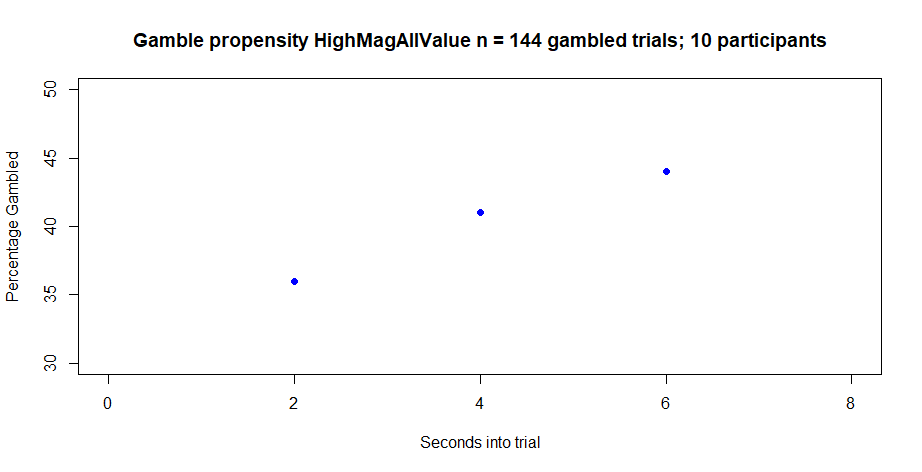 Gamble propensity HighMagAllValue n = 144 gambled trials; 10 participants
Percentage Gambled
50
45
40
35
30
0 2 4 6 8
Seconds into trial